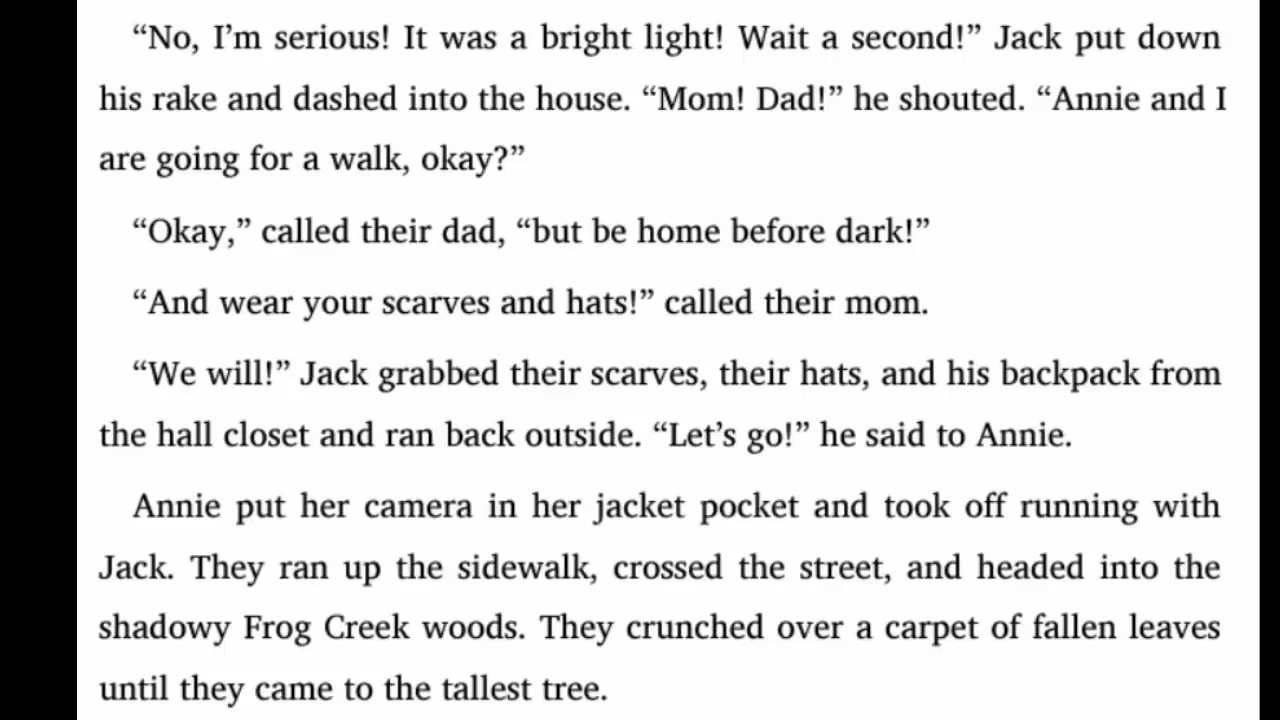 “No, I’m serious! It was a bright light! Wait a second!” Jack put down
his rake and dashed into the house. “Mom! Dad!” he shouted. “Annie and I
are going for a walk, okay?”
“Okay,” called their dad, “but be home before dark!”
“And wear your scarves and hats!” called their mom.
“We will!” Jack grabbed their scarves, their hats, and his backpack from
the hall closet and ran back outside. “Let’s go!” he said to Annie.
Annie put her camera in her jacket pocket and took off running with
Jack. They ran up the sidewalk, crossed the street, and headed into the
shadowy Frog Creek woods. They crunched over a carpet of fallen leaves
until they came to the tallest tree.